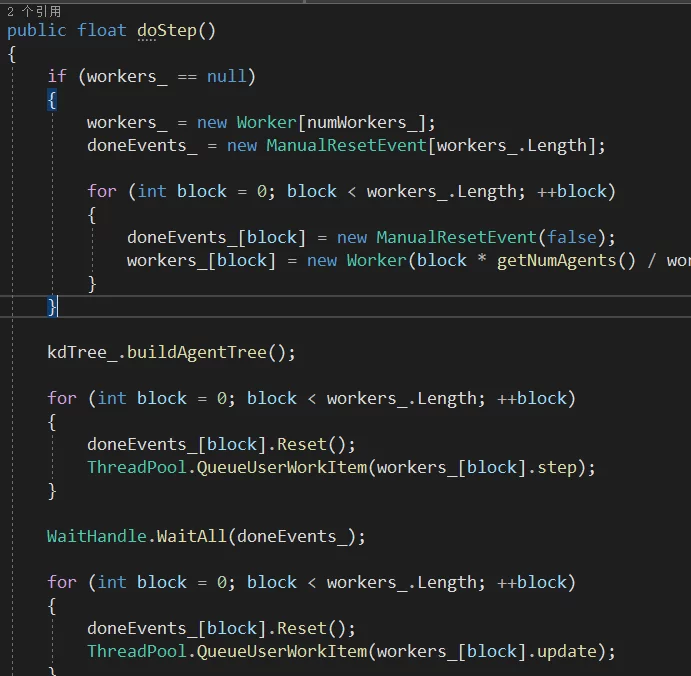 2 个引用
public float doStep()
{
if (workers_ == null)
{
workers_ = new Worker[numWorkers_];
doneEvents_ = new ManualResetEvent[workers_.Length];
for (int block = 0; block < workers_.Length; ++block)
{
doneEvents_[block] = new ManualResetEvent(false);
workers_[block] = new Worker(block * getNumAgents() / wor
}
}
kdTree_.buildAgentTree();
for (int block = 0; block < workers_.Length; ++block)
{
doneEvents_[block].Reset();
ThreadPool.QueueUserWorkItem(workers_[block].step);
}
WaitHandle.WaitAll(doneEvents_);
for (int block = 0; block < workers_.Length; ++block)
{
doneEvents_[block].Reset();
ThreadPool.QueueUserWorkItem(workers_[block].update);
}